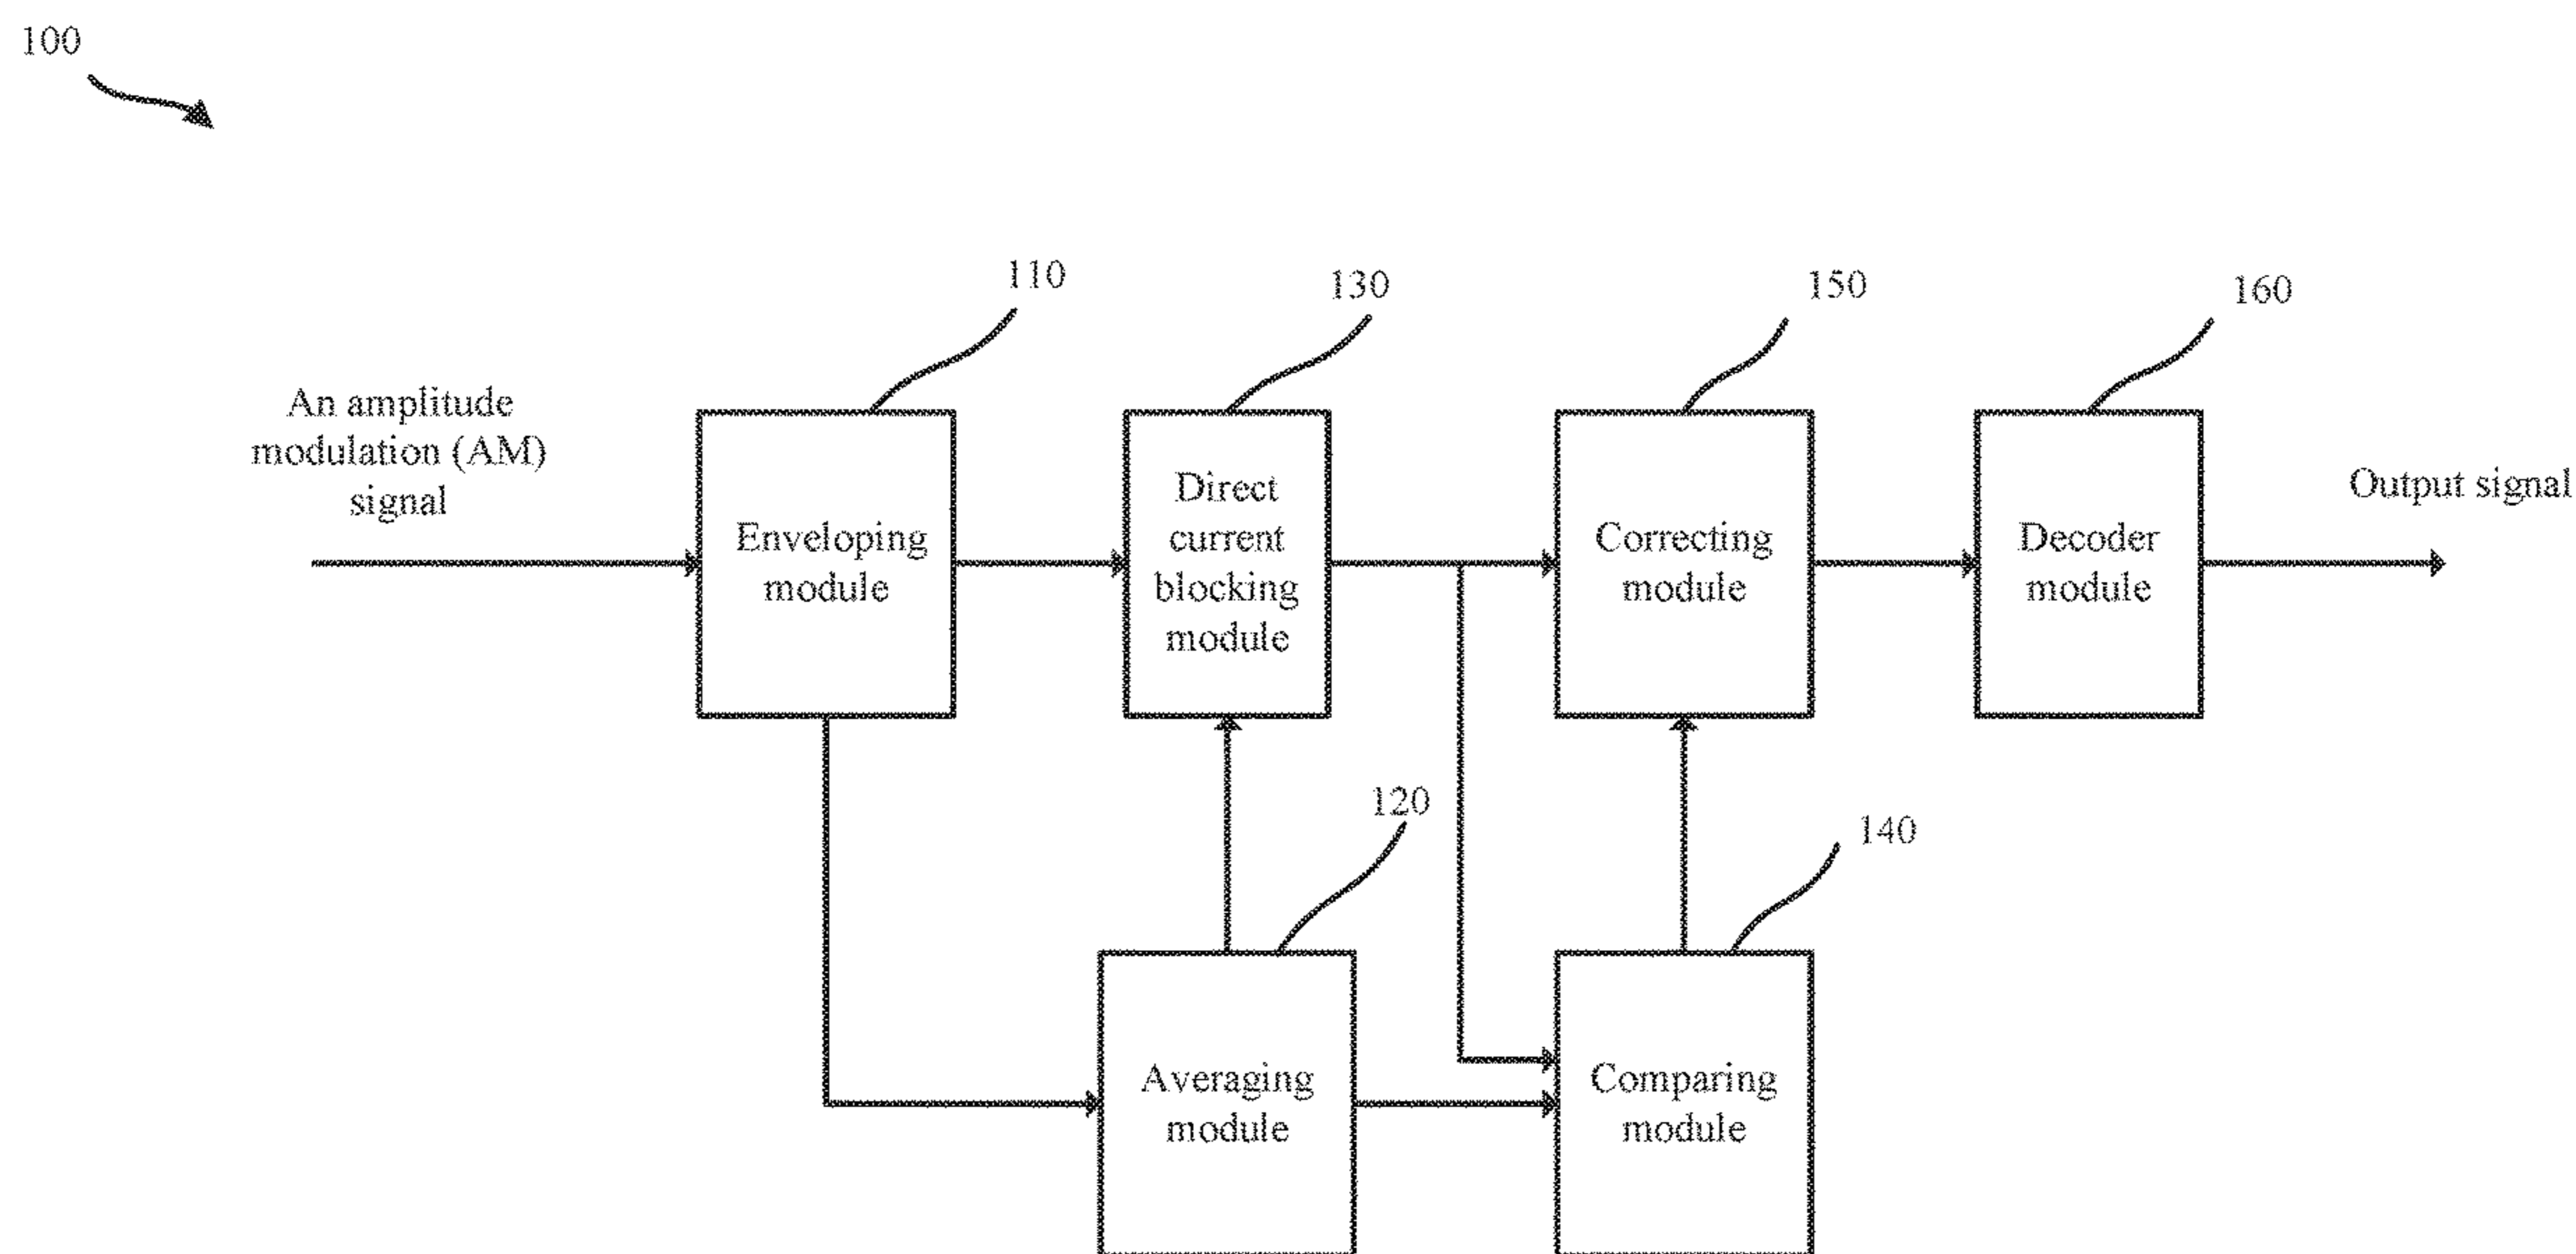 100
110
130
150
160
An amplitude
modulation (AM)
signal
Enveloping
module
Direct
current
blocking
module
Correcting
module
Decoder
module
Output signal
120
140
Averaging
module
Comparing
module